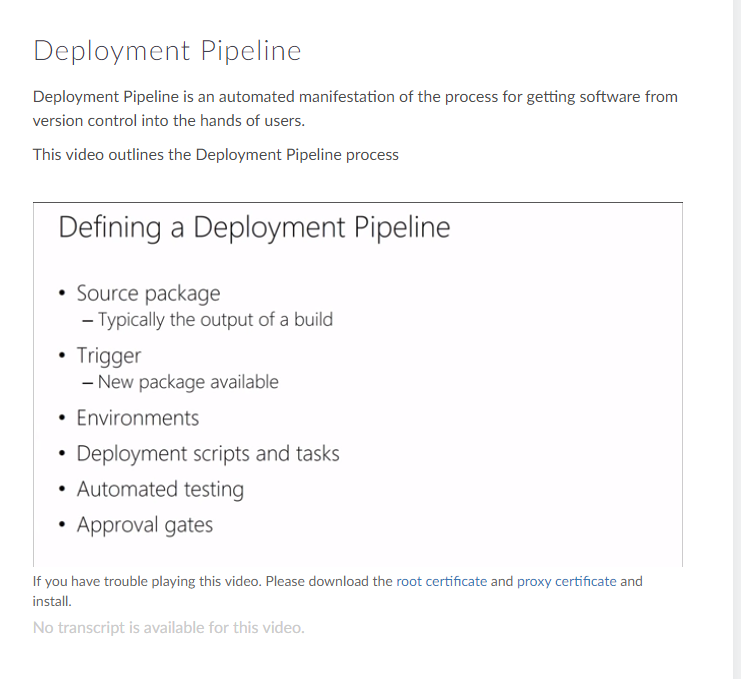 Deployment Pipeline
Deployment Pipeline is an automated manifestation of the process for getting software from
version control into the hands of users.
This video outlines the Deployment Pipeline process
Defining a Deployment Pipeline
• Source package
– Typically the output of a build
• Trigger
– New package available
• Environments
• Deployment scripts and tasks
• Automated testing
• Approval gates
If you have trouble playing this video. Please download the root certificate and proxy certificate and
install.
No transcript is available for this video.